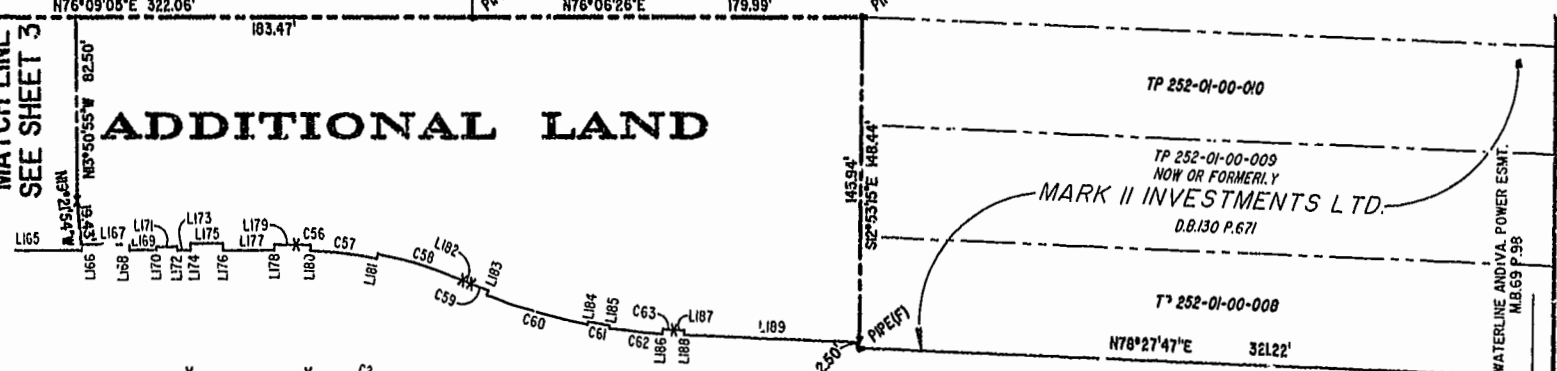 N76°09'05"E 322.06'
N76°06'26"E 179.99'
183.47'
MATCH LINE
SEE SHEET 3
N13°50'55"W 82.50'
N13°21'54"W 19.43'
ADDITIONAL LAND
TP 252-01-00-010
145.94'
S12°53'15"E 148.44'
TP 252-01-00-009
NOW OR FORMERLY
MARK II INVESTMENTS LTD.
D.B.130 P.671
WATERLINE AND VA. POWER ESMT.
M.B.69 P.98
L165
L166
L167
L168
L169
L170
L171
L172
L173
L174
L175
L176
L177
L178
L179
L180
C56
C57
L181
C58
L182
L183
C59
C60
L184
L185
C61
C62
C63
L186
L187
L188
L189
2.50'
PIPE(F)
252-01-00-008
N78°27'47"E 321.22'